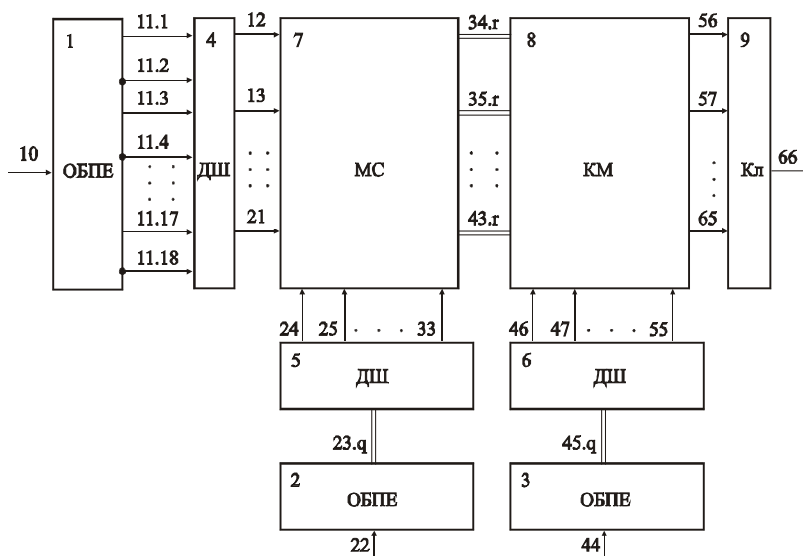 11.1 12 34.r 56
1 4 7 8 9
11.2
11.3 13 35.r 57
11.4
10 ОБПЕ ДШ МС КМ Кл 66
11.17 21 43.r 65
11.18
24 25 33 46 47 55
5 ДШ 6 ДШ
23.q 45.q
2 ОБПЕ 3 ОБПЕ
22 44